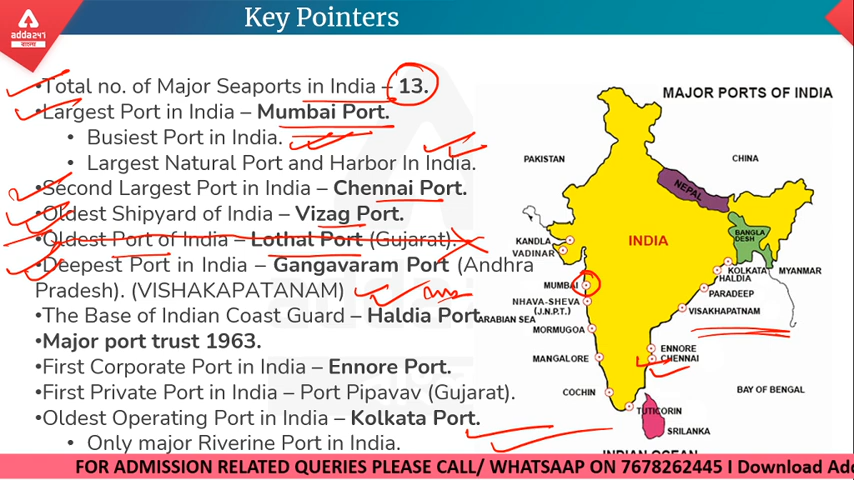 Key Pointers
adda247
বাংলা
•Total no. of Major Seaports in India – 13.
•Largest Port in India – Mumbai Port.
• Busiest Port in India.
• Largest Natural Port and Harbor In India.
•Second Largest Port in India – Chennai Port.
•Oldest Shipyard of India – Vizag Port.
•Oldest Port of India – Lothal Port (Gujarat).
•Deepest Port in India – Gangavaram Port (Andhra
Pradesh). (VISHAKAPATANAM)
•The Base of Indian Coast Guard – Haldia Port.
•Major port trust 1963.
•First Corporate Port in India – Ennore Port.
•First Private Port in India – Port Pipavav (Gujarat).
•Oldest Operating Port in India – Kolkata Port.
• Only major Riverine Port in India.
MAJOR PORTS OF INDIA
PAKISTAN
CHINA
NEPAL
BANGLA
DESH
INDIA
KANDLA
VADINAR
KOLKATA
MYANMAR
HALDIA
MUMBAI
PARADEEP
NHAVA-SHEVA
(J.N.P.T.)
VISAKHAPATNAM
ARABIAN SEA
MORMUGOA
ENNORE
CHENNAI
MANGALORE
COCHIN
BAY OF BENGAL
TUTICORIN
SRILANKA
INDIAN OCEAN
FOR ADMISSION RELATED QUERIES PLEASE CALL/ WHATSAAP ON 7678262445 I Download Add